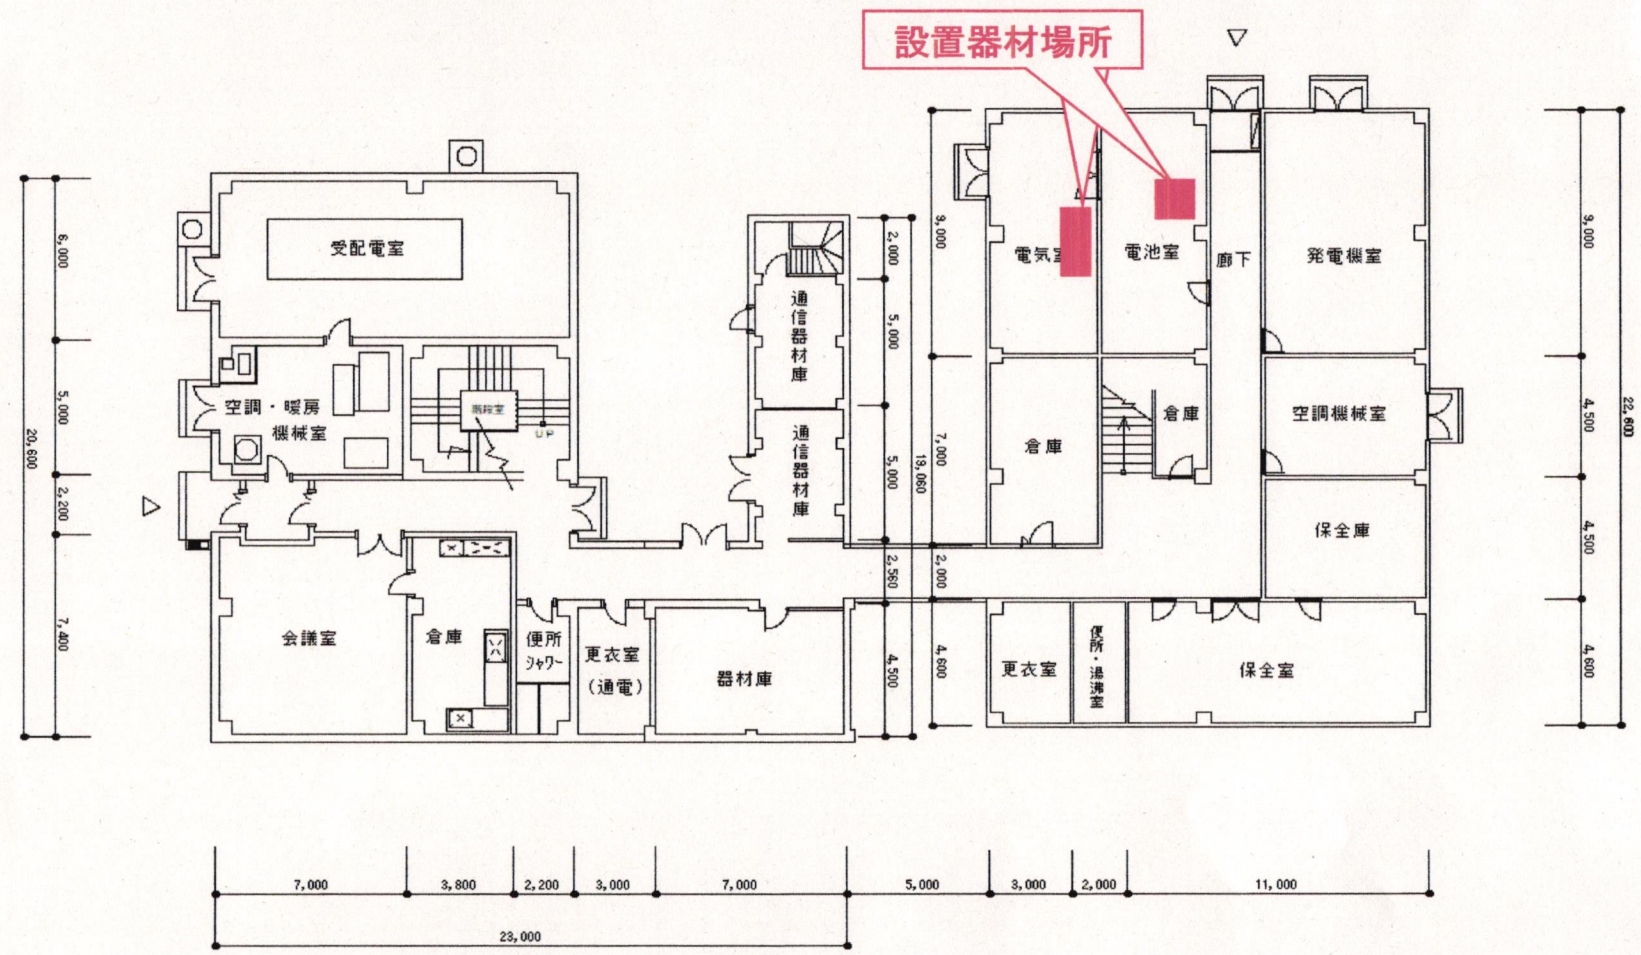 設置器材場所
受配電室
空調・暖房
機械室
階段室
UP
会議室
倉庫
便所
シャワー
更衣室
(通電)
器材庫
通信器材庫
通信器材庫
電気室
電池室
廊下
発電機室
倉庫
倉庫
空調機械室
保全庫
更衣室
便所・湯沸室
保全室
20,600
6,000
5,000
2,200
7,400
2,000
5,000
5,000
2,560
4,500
19,060
9,000
7,000
2,000
4,600
9,000
4,500
4,500
4,600
22,600
7,000
3,800
2,200
3,000
7,000
5,000
3,000
2,000
11,000
23,000